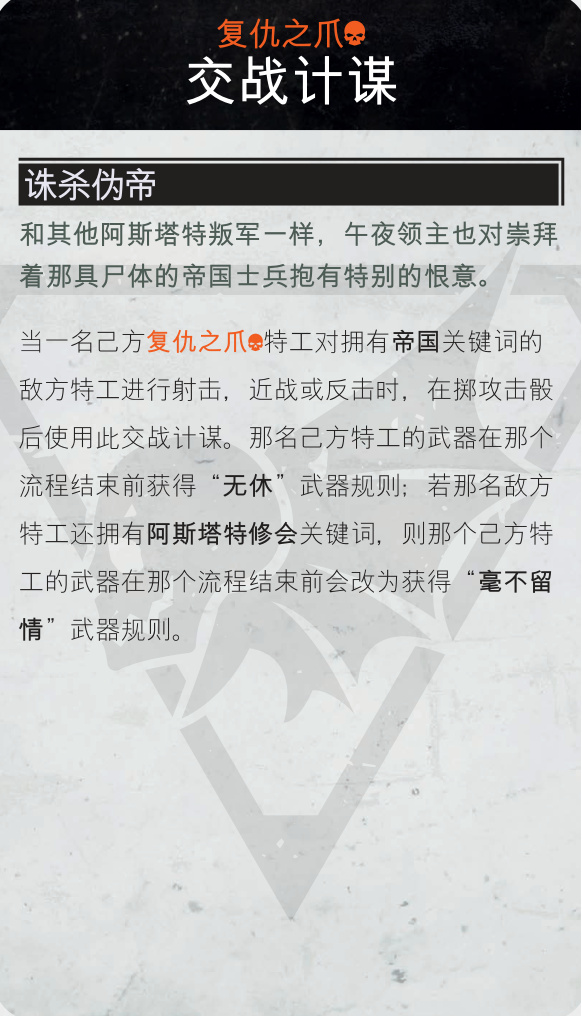 复仇之爪
交战计谋
诛杀伪帝
和其他阿斯塔特叛军一样，午夜领主也对崇拜
着那具尸体的帝国士兵抱有特别的恨意。
当一名己方复仇之爪特工对拥有帝国关键词的
敌方特工进行射击，近战或反击时，在掷攻击骰
后使用此交战计谋。那名己方特工的武器在那个
流程结束前获得“无休”武器规则；若那名敌方
特工还拥有阿斯塔特修会关键词，则那个己方特
工的武器在那个流程结束前会改为获得“毫不留
情”武器规则。